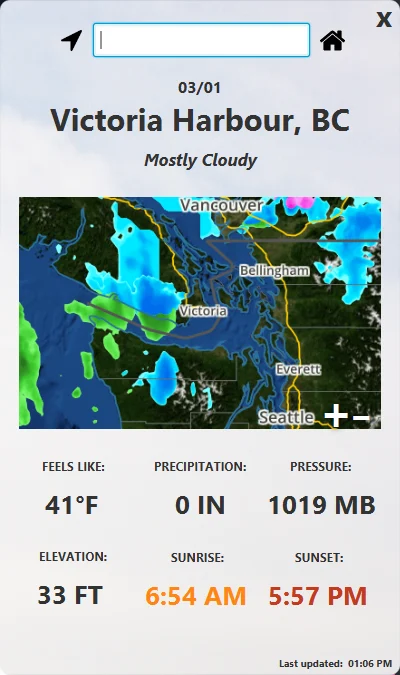 X
03/01
Victoria Harbour, BC
Mostly Cloudy
Vancouver
Bellingham
Victoria
Everett
Seattle
+ -
FEELS LIKE: PRECIPITATION: PRESSURE:
41°F 0 IN 1019 MB
ELEVATION: SUNRISE: SUNSET:
33 FT 6:54 AM 5:57 PM
Last updated: 01:06 PM